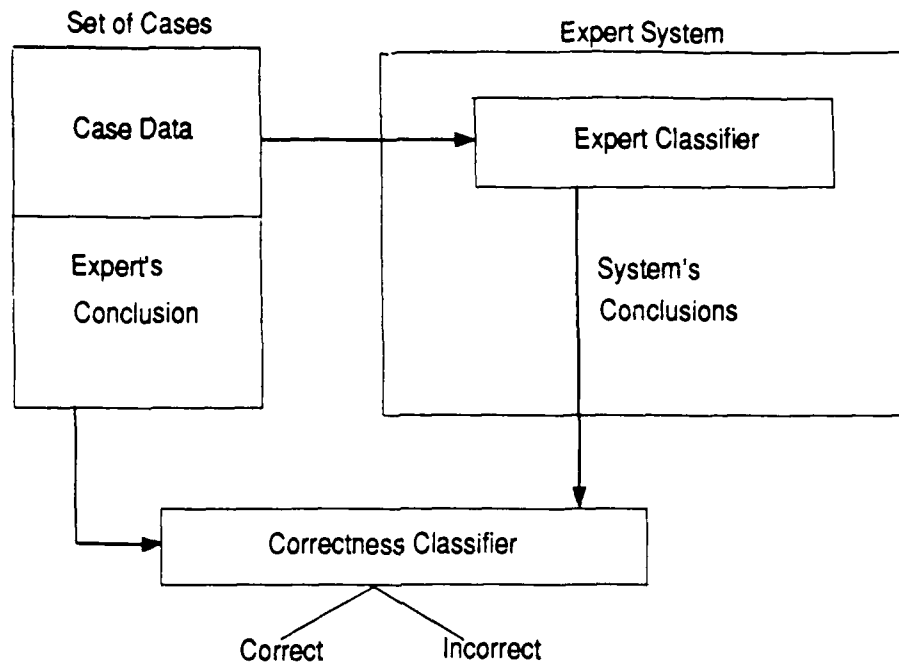 Set of Cases
Expert System
Case Data
Expert Classifier
Expert's
Conclusion
System's
Conclusions
Correctness Classifier
Correct
Incorrect